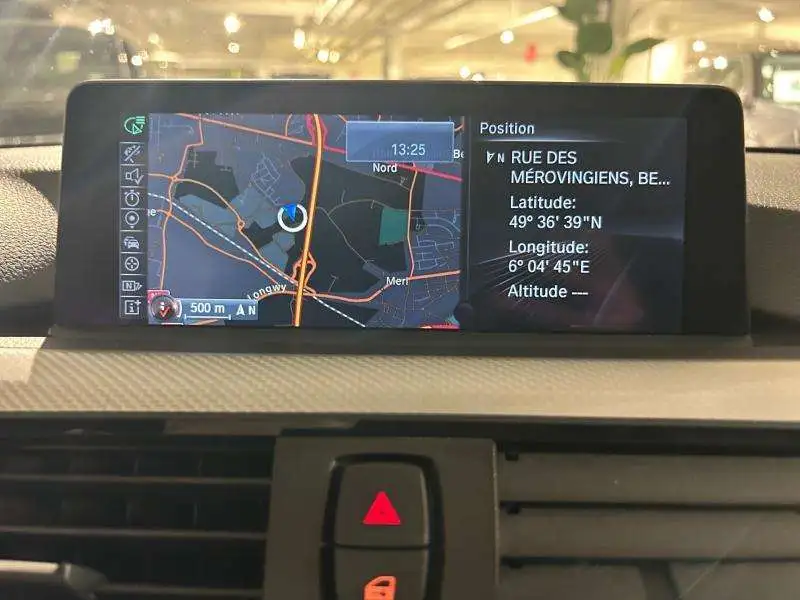 13:25
Nord
Be
Merl
Longwy
500 m
N
Position
N RUE DES
MÉROVINGIENS, BE...
Latitude:
49° 36' 39"N
Longitude:
6° 04' 45"E
Altitude ---